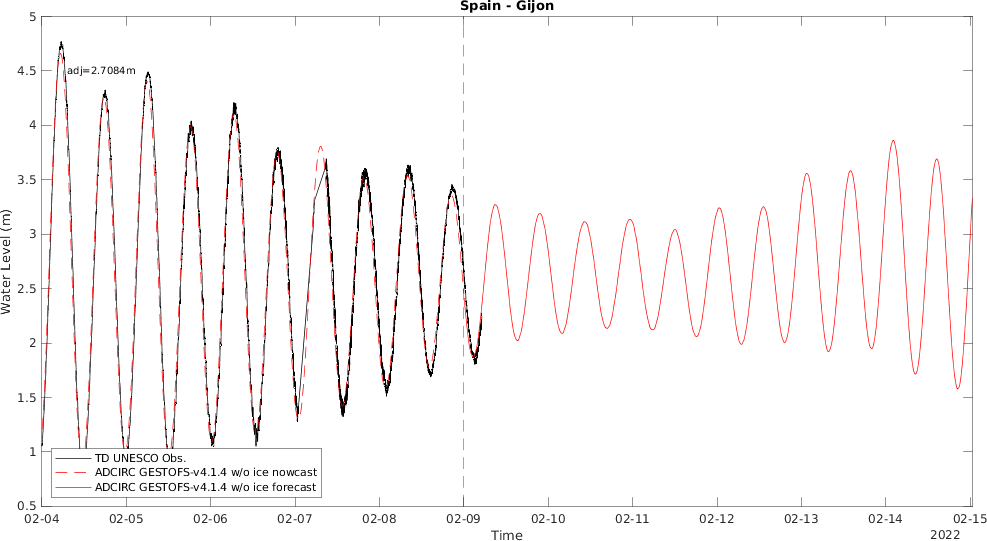 Spain - Gijon
5
4.5
4
3.5
3
2.5
2
1.5
1
0.5
Water Level (m)
adj=2.7084m
TD UNESCO Obs.
ADCIRC GESTOFS-v4.1.4 w/o ice nowcast
ADCIRC GESTOFS-v4.1.4 w/o ice forecast
02-04 02-05 02-06 02-07 02-08 02-09 02-10 02-11 02-12 02-13 02-14 02-15
Time
2022